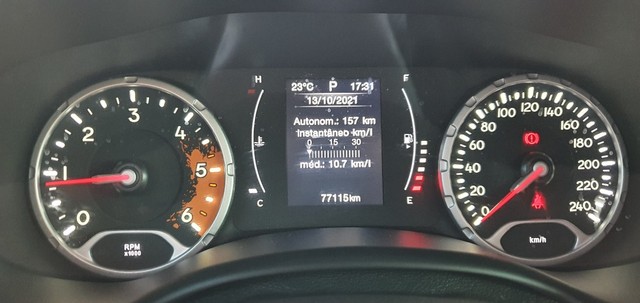 0
1
2
3
4
5
6
RPM
x1000
H
C
23°C P 17:31
13/10/2021
Autonom.: 157 km
Instantâneo km/l
0 15 30
méd.: 10.7 km/l
77115km
F
E
0
20
40
60
80
100
120
140
160
180
200
220
240
km/h